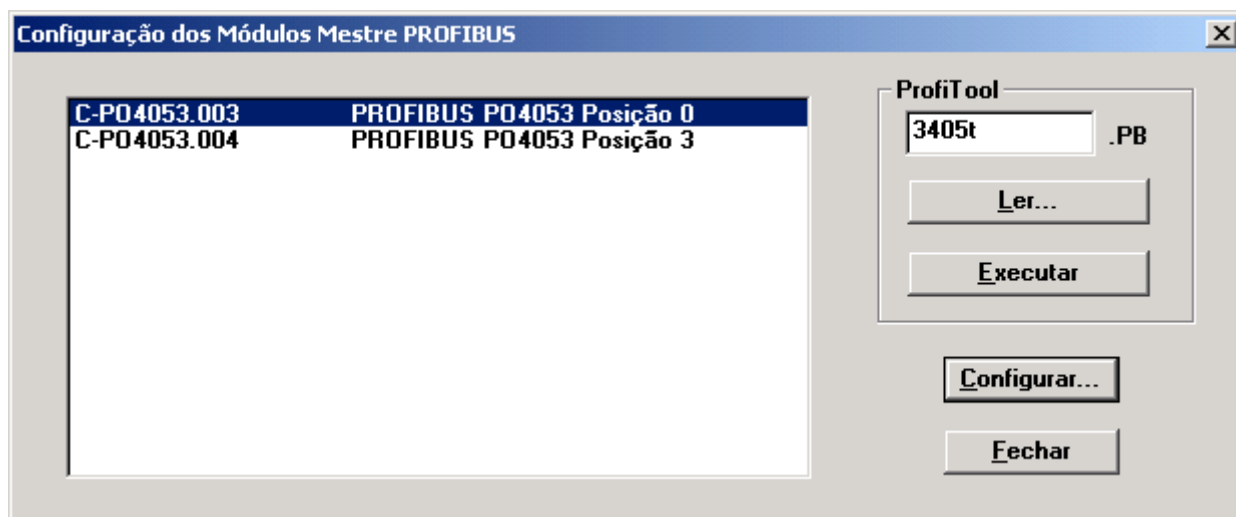 Configuração dos Módulos Mestre PROFIBUS
C-PO4053.003 PROFIBUS PO4053 Posição 0
C-PO4053.004 PROFIBUS PO4053 Posição 3
ProfiTool
3405t .PB
Ler...
Executar
Configurar...
Fechar